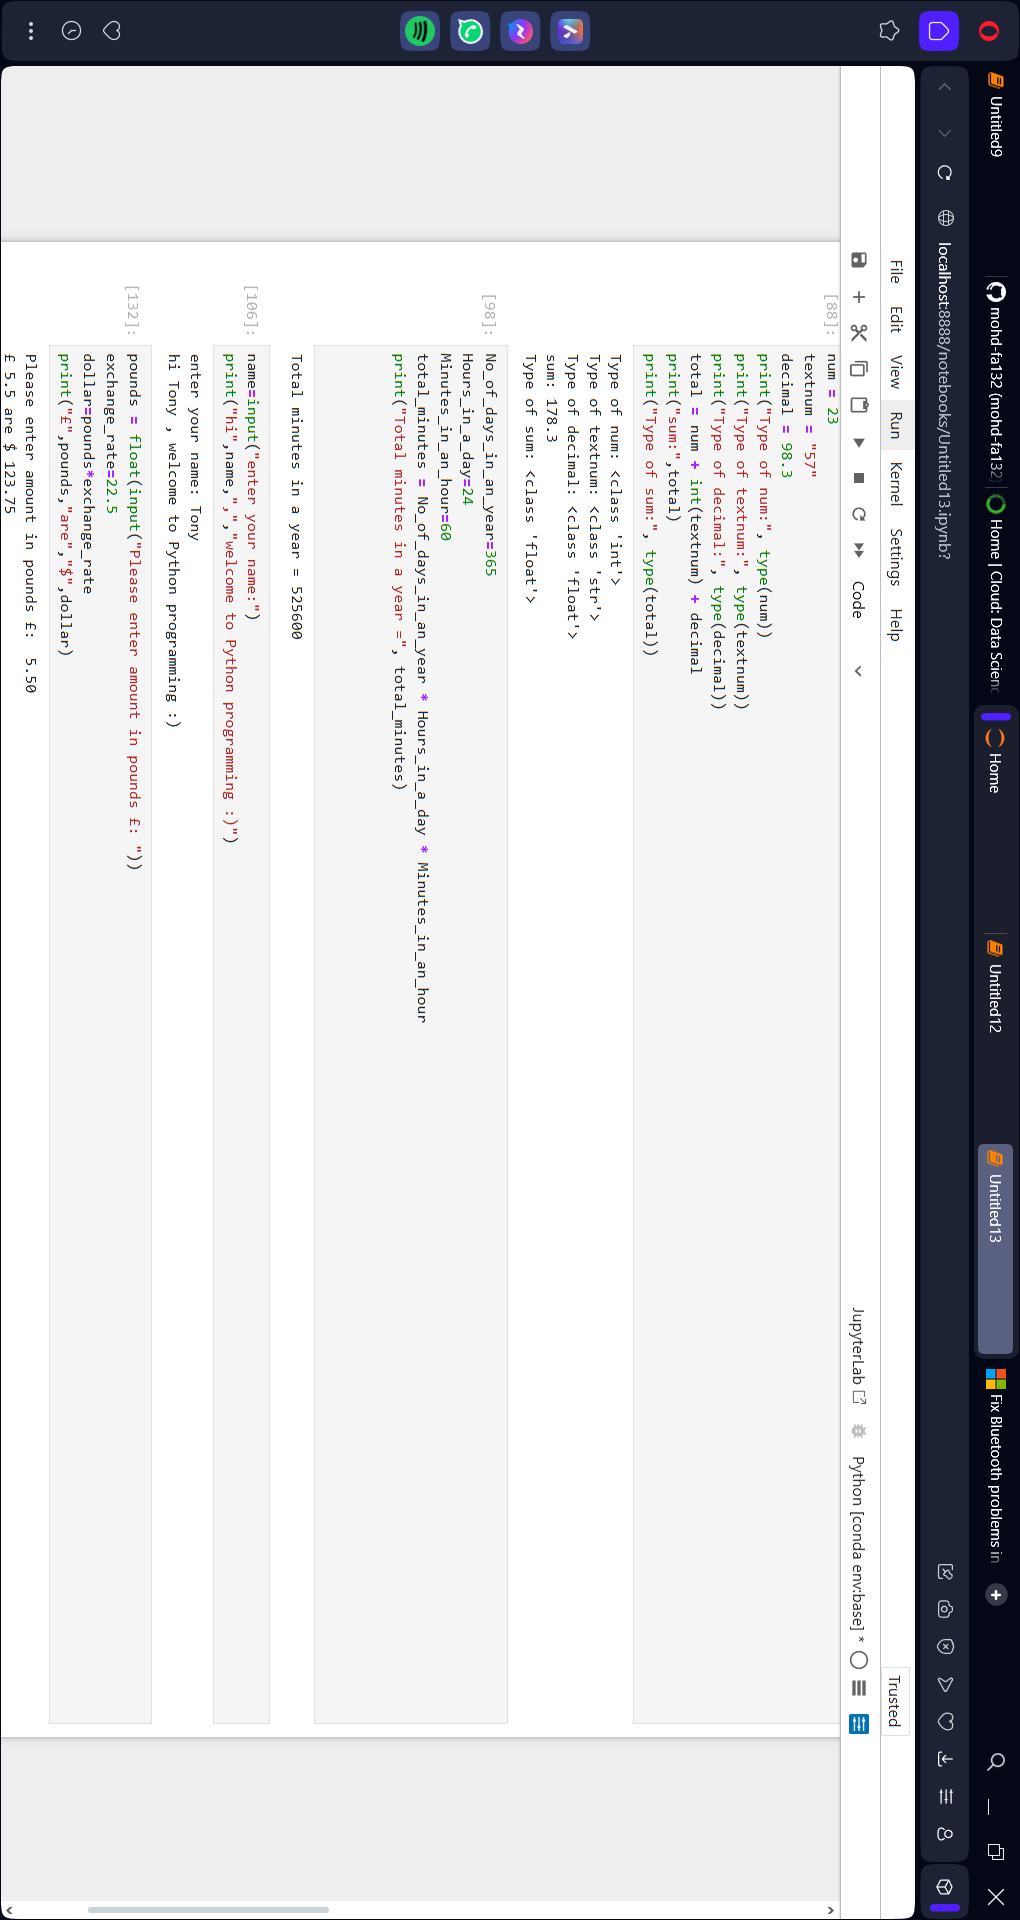 Untitled9
mohd-fa132 (mohd-fa132)
Home | Cloud: Data Scienc
Home
Untitled12
Untitled13
Fix Bluetooth problems in
localhost:8888/notebooks/Untitled13.ipynb?
File Edit View Run Kernel Settings Help
Trusted
Code
JupyterLab
Python [conda env:base] *
[88]:
num = 23
textnum = "57"
decimal = 98.3
print("Type of num:", type(num))
print("Type of textnum:", type(textnum))
print("Type of decimal:", type(decimal))
total = num + int(textnum) + decimal
print("sum:",total)
print("Type of sum:", type(total))
Type of num: <class 'int'>
Type of textnum: <class 'str'>
Type of decimal: <class 'float'>
sum: 178.3
Type of sum: <class 'float'>
[98]:
No_of_days_in_an_year=365
Hours_in_a_day=24
Minutes_in_an_hour=60
total_minutes = No_of_days_in_an_year * Hours_in_a_day * Minutes_in_an_hour
print("Total minutes in a year =", total_minutes)
Total minutes in a year = 525600
[106]:
name=input("enter your name:")
print("hi",name,",","welcome to Python programming :)")
enter your name: Tony
hi Tony , welcome to Python programming :)
[132]:
pounds = float(input("Please enter amount in pounds £: "))
exchange_rate=22.5
dollar=pounds*exchange_rate
print("£",pounds,"are","$",dollar)
Please enter amount in pounds £:  5.50
£ 5.5 are $ 123.75